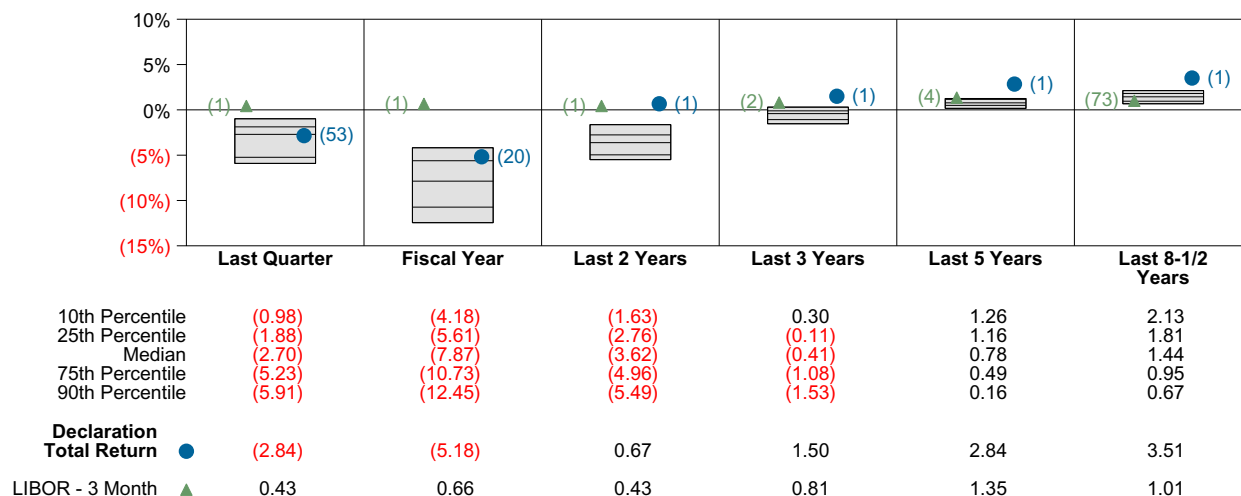 10%
5%
0%
(5%)
(10%)
(15%)
(1) (53) (1) (20) (1) (1) (2) (1) (4) (1) (73) (1)
Last Quarter Fiscal Year Last 2 Years Last 3 Years Last 5 Years Last 8-1/2
Years
10th Percentile (0.98) (4.18) (1.63) 0.30 1.26 2.13
25th Percentile (1.88) (5.61) (2.76) (0.11) 1.16 1.81
Median (2.70) (7.87) (3.62) (0.41) 0.78 1.44
75th Percentile (5.23) (10.73) (4.96) (1.08) 0.49 0.95
90th Percentile (5.91) (12.45) (5.49) (1.53) 0.16 0.67
Declaration
Total Return (2.84) (5.18) 0.67 1.50 2.84 3.51
LIBOR - 3 Month 0.43 0.66 0.43 0.81 1.35 1.01